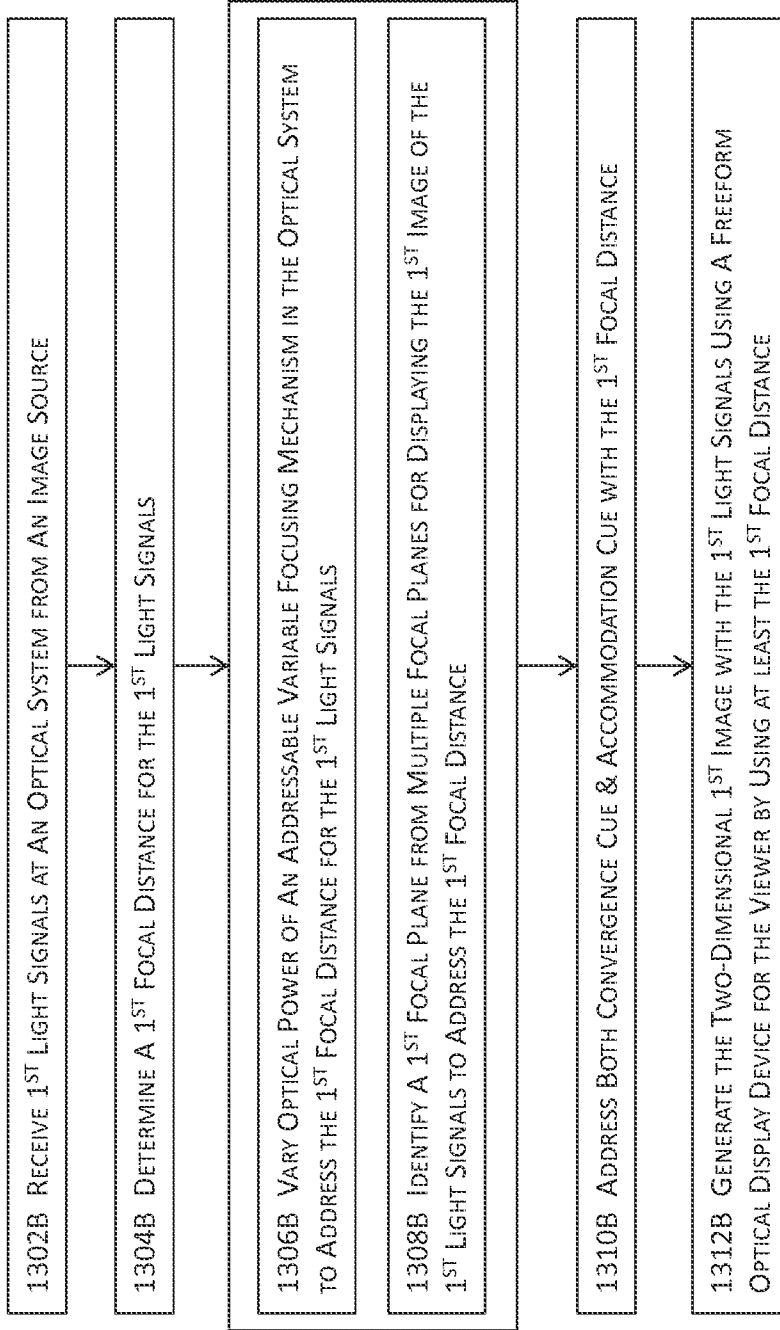 1302B Receive 1st Light Signals at An Optical System from An Image Source
1304B Determine A 1st Focal Distance for the 1st Light Signals
1306B Vary Optical Power of An Addressable Variable Focusing Mechanism in the Optical System
to Address the 1st Focal Distance for the 1st Light Signals
1308B Identify A 1st Focal Plane from Multiple Focal Planes for Displaying the 1st Image of the
1st Light Signals to Address the 1st Focal Distance
1310B Address Both Convergence Cue & Accommodation Cue with the 1st Focal Distance
1312B Generate the Two-Dimensional 1st Image with the 1st Light Signals Using A Freeform
Optical Display Device for the Viewer by Using at least the 1st Focal Distance